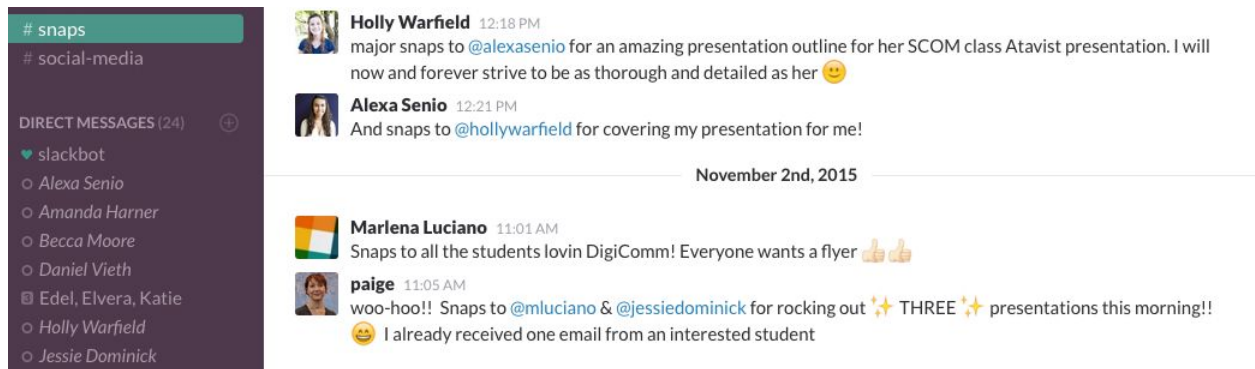 # snaps
# social-media
DIRECT MESSAGES (24)
slackbot
Alexa Senio
Amanda Harner
Becca Moore
Daniel Vieth
3 Edel, Elvera, Katie
Holly Warfield
Jessie Dominick
Holly Warfield 12:18 PM
major snaps to @alexasenio for an amazing presentation outline for her SCOM class Atavist presentation. I will
now and forever strive to be as thorough and detailed as her 🙂
Alexa Senio 12:21 PM
And snaps to @hollywarfield for covering my presentation for me!
November 2nd, 2015
Marlena Luciano 11:01 AM
Snaps to all the students lovin DigiComm! Everyone wants a flyer 👍🏻👍🏻
paige 11:05 AM
woo-hoo!! Snaps to @mluciano & @jessiedominick for rocking out ✨ THREE ✨ presentations this morning!!
😄 I already received one email from an interested student